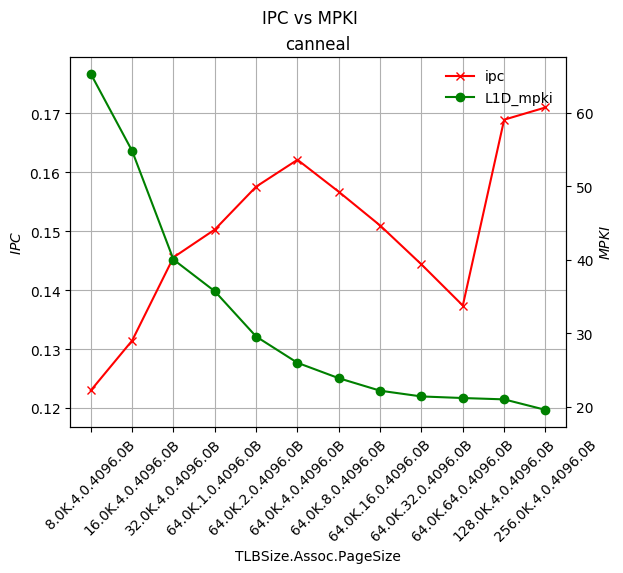 IPC vs MPKI
canneal
ipc
L1D_mpki
0.17
0.16
0.15
0.14
0.13
0.12
IPC
60
50
40
30
20
MPKI
8.0K.4.0.4096.0B
16.0K.4.0.4096.0B
32.0K.4.0.4096.0B
64.0K.1.0.4096.0B
64.0K.2.0.4096.0B
64.0K.4.0.4096.0B
64.0K.8.0.4096.0B
64.0K.16.0.4096.0B
64.0K.32.0.4096.0B
64.0K.64.0.4096.0B
128.0K.4.0.4096.0B
256.0K.4.0.4096.0B
TLBSize.Assoc.PageSize